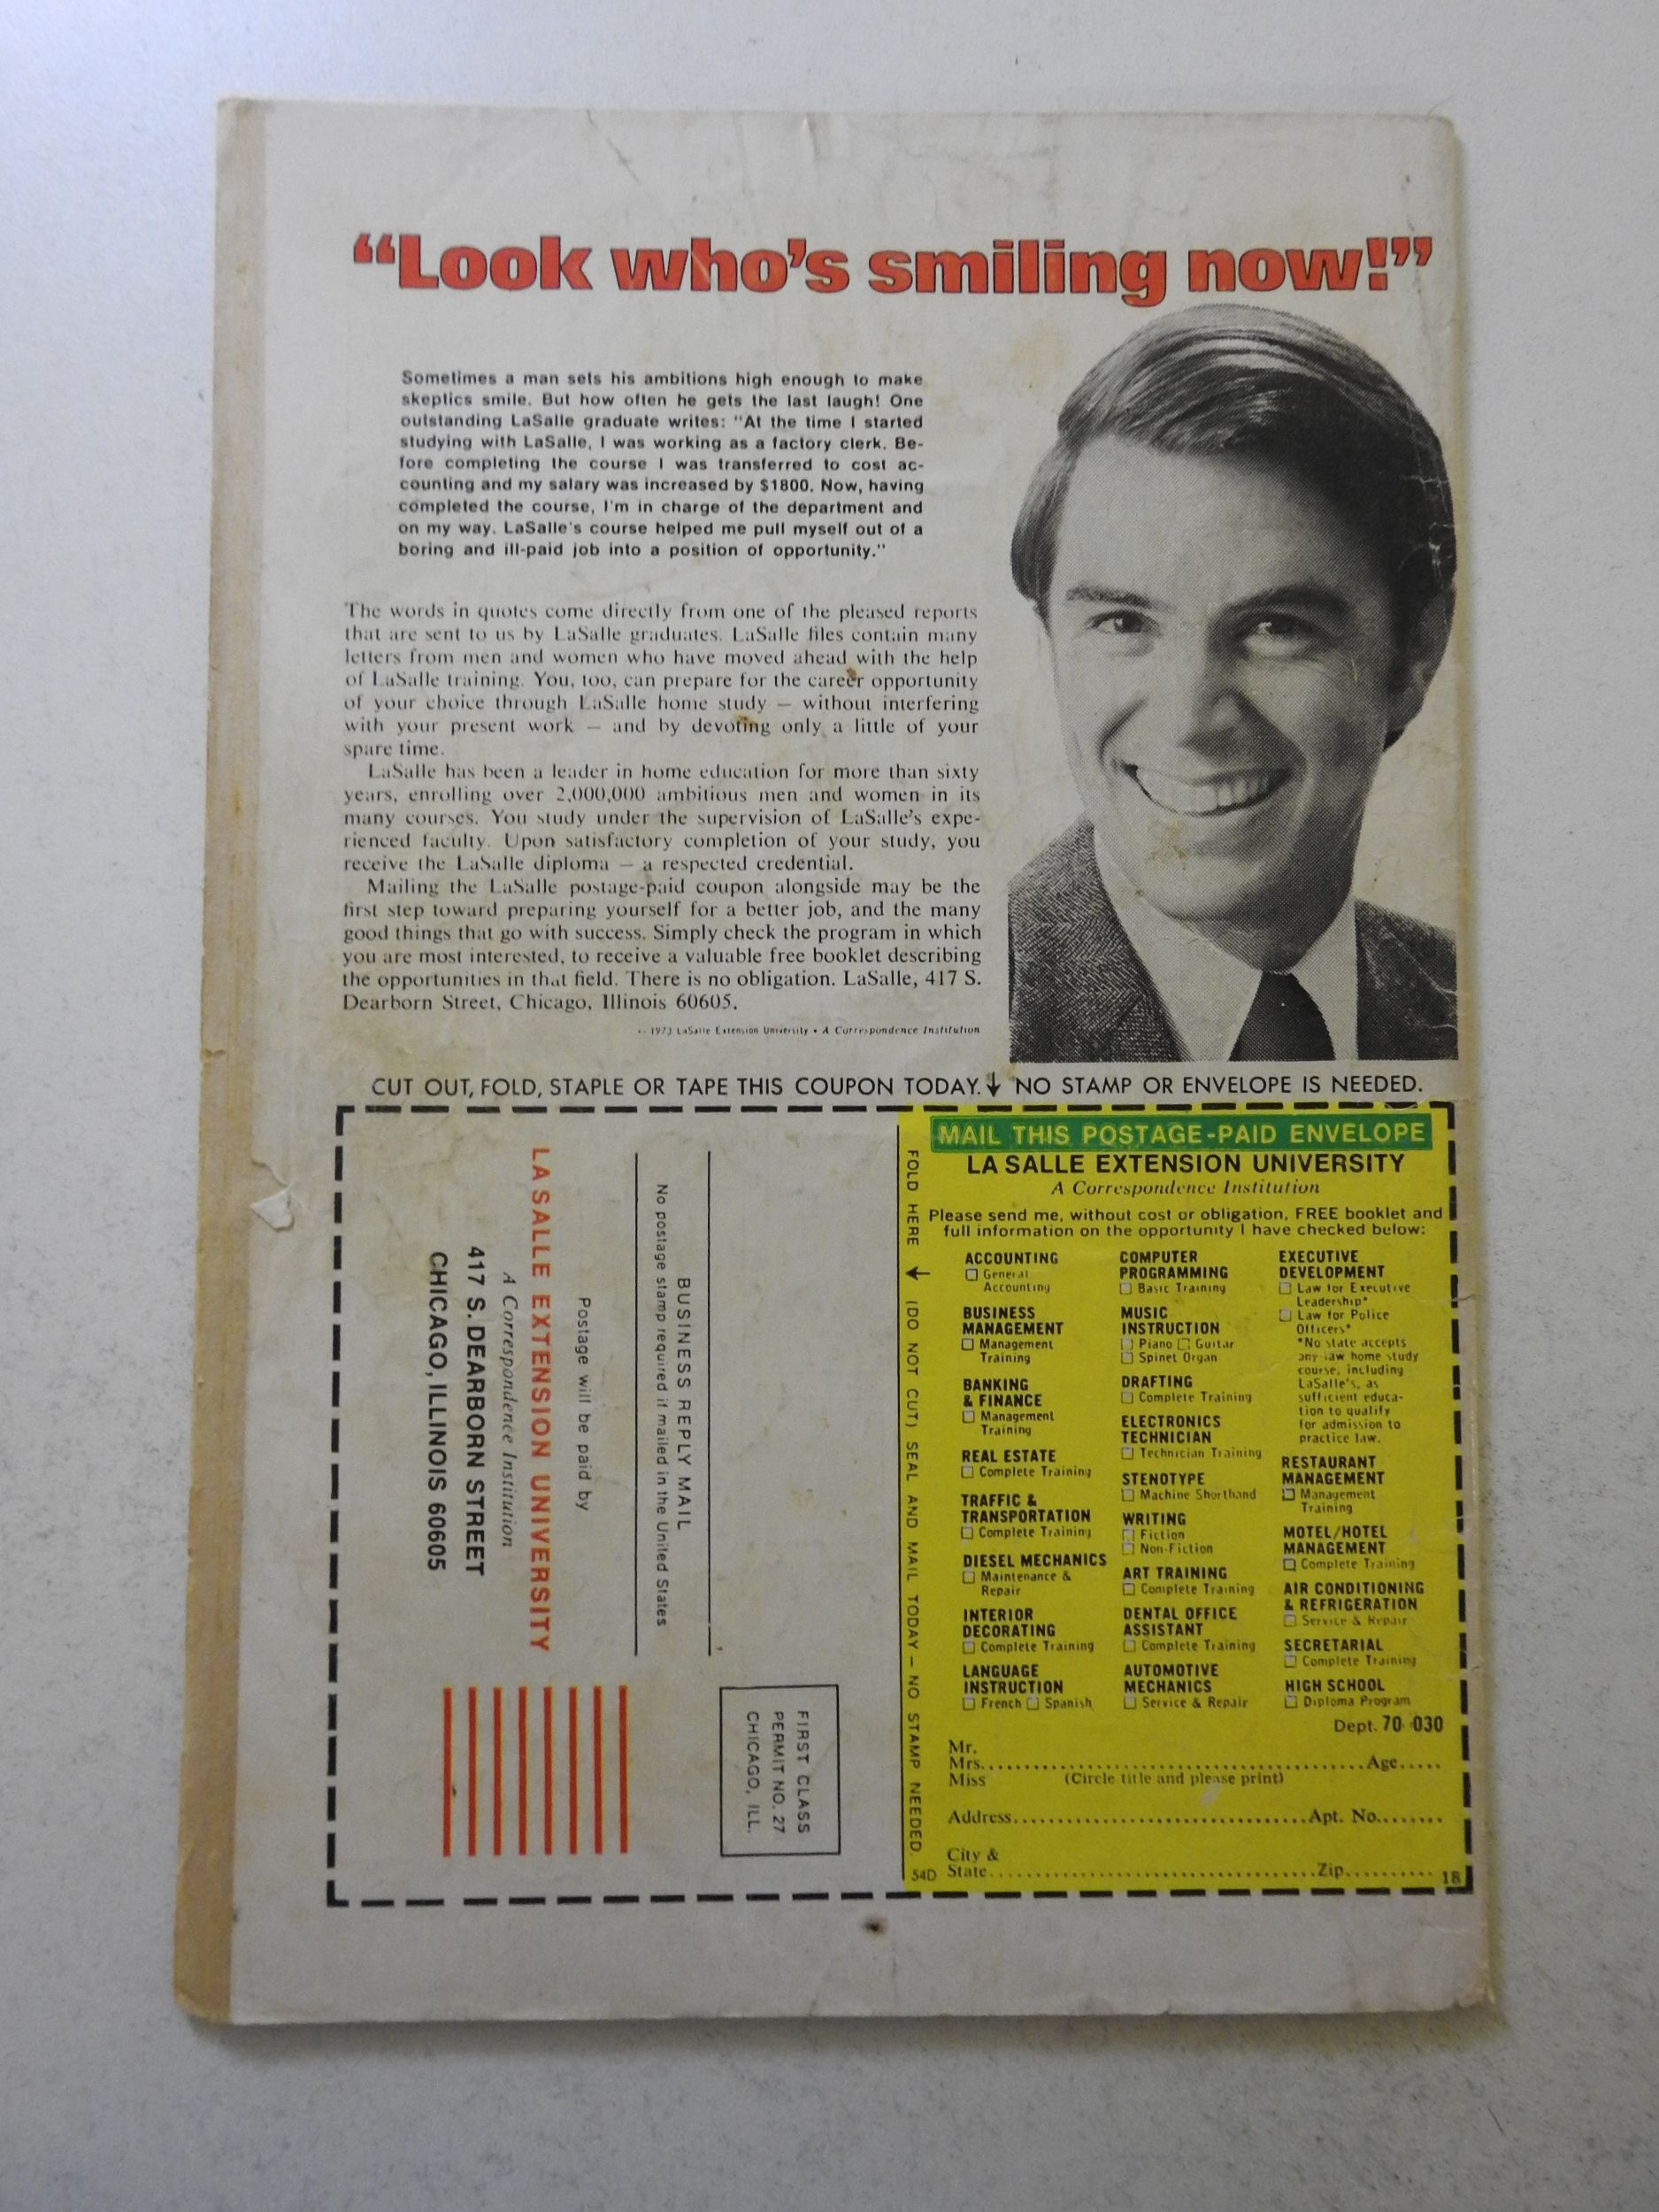 “Look who’s smiling now!”
Sometimes a man sets his ambitions high enough to make
skeptics smile. But how often he gets the last laugh! One
outstanding LaSalle graduate writes: "At the time I started
studying with LaSalle, I was working as a factory clerk. Be-
fore completing the course I was transferred to cost ac-
counting and my salary was increased by $1800. Now, having
completed the course, I'm in charge of the department and
on my way. LaSalle's course helped me pull myself out of a
boring and ill-paid job into a position of opportunity."
The words in quotes come directly from one of the pleased reports
that are sent to us by LaSalle graduates. LaSalle files contain many
letters from men and women who have moved ahead with the help
of LaSalle training. You, too, can prepare for the career opportunity
of your choice through LaSalle home study — without interfering
with your present work — and by devoting only a little of your
spare time.
LaSalle has been a leader in home education for more than sixty
years, enrolling over 2,000,000 ambitious men and women in its
many courses. You study under the supervision of LaSalle's expe-
rienced faculty. Upon satisfactory completion of your study, you
receive the LaSalle diploma — a respected credential.
Mailing the LaSalle postage-paid coupon alongside may be the
first step toward preparing yourself for a better job, and the many
good things that go with success. Simply check the program in which
you are most interested, to receive a valuable free booklet describing
the opportunities in that field. There is no obligation. LaSalle, 417 S.
Dearborn Street, Chicago, Illinois 60605.
© 1973 LaSalle Extension University • A Correspondence Institution
CUT OUT, FOLD, STAPLE OR TAPE THIS COUPON TODAY. ↓ NO STAMP OR ENVELOPE IS NEEDED.
FIRST CLASS
PERMIT NO. 27
CHICAGO, ILL.
BUSINESS REPLY MAIL
No postage stamp required if mailed in the United States
Postage will be paid by
LASALLE EXTENSION UNIVERSITY
A Correspondence Institution
417 S. DEARBORN STREET
CHICAGO, ILLINOIS 60605
FOLD HERE ↓ (DO NOT CUT) SEAL AND MAIL TODAY — NO STAMP NEEDED.
MAIL THIS POSTAGE-PAID ENVELOPE
LA SALLE EXTENSION UNIVERSITY
A Correspondence Institution
Please send me, without cost or obligation, FREE booklet and
full information on the opportunity I have checked below:
ACCOUNTING
☐ General
Accounting
BUSINESS
MANAGEMENT
☐ Management
Training
BANKING
& FINANCE
☐ Management
Training
REAL ESTATE
☐ Complete Training
TRAFFIC &
TRANSPORTATION
☐ Complete Training
DIESEL MECHANICS
☐ Maintenance &
Repair
INTERIOR
DECORATING
☐ Complete Training
LANGUAGE
INSTRUCTION
☐ French ☐ Spanish
COMPUTER
PROGRAMMING
☐ Basic Training
MUSIC
INSTRUCTION
☐ Piano ☐ Guitar
☐ Spinet Organ
DRAFTING
☐ Complete Training
ELECTRONICS
TECHNICIAN
☐ Technician Training
STENOTYPE
☐ Machine Shorthand
WRITING
☐ Fiction
☐ Non-Fiction
ART TRAINING
☐ Complete Training
DENTAL OFFICE
ASSISTANT
☐ Complete Training
AUTOMOTIVE
MECHANICS
☐ Service & Repair
EXECUTIVE
DEVELOPMENT
☐ Law for Executive
Leadership*
☐ Law for Police
Officers*
*No state accepts
any law home study
course, including
LaSalle's, as
sufficient educa-
tion to qualify
for admission to
practice law.
RESTAURANT
MANAGEMENT
☐ Management
Training
MOTEL/HOTEL
MANAGEMENT
☐ Complete Training
AIR CONDITIONING
& REFRIGERATION
☐ Service & Repair
SECRETARIAL
☐ Complete Training
HIGH SCHOOL
☐ Diploma Program
Dept. 70-030
Mr.
Mrs. Age
Miss (Circle title and please print)
Address Apt. No.
City &
State Zip
54D
18